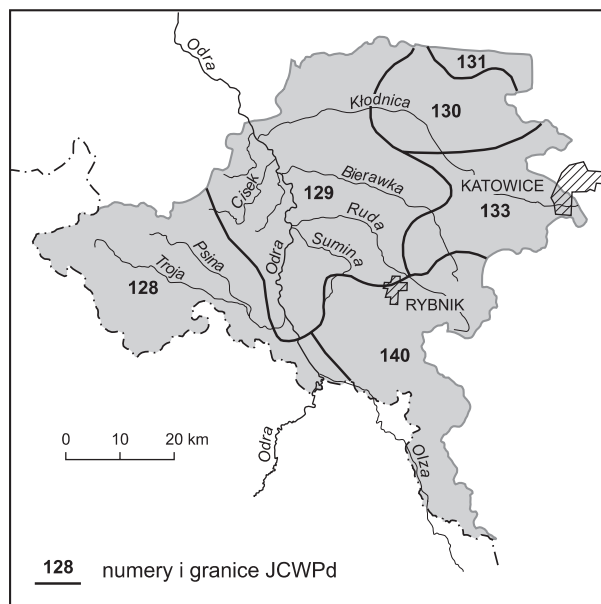 Odra
131
130
Kłodnica
KATOWICE
Cisek
129
Bierawka
133
Ruda
Sumina
Psina
Odra
Troja
128
RYBNIK
140
0 10 20 km
Odra
Olza
128 numery i granice JCWPd